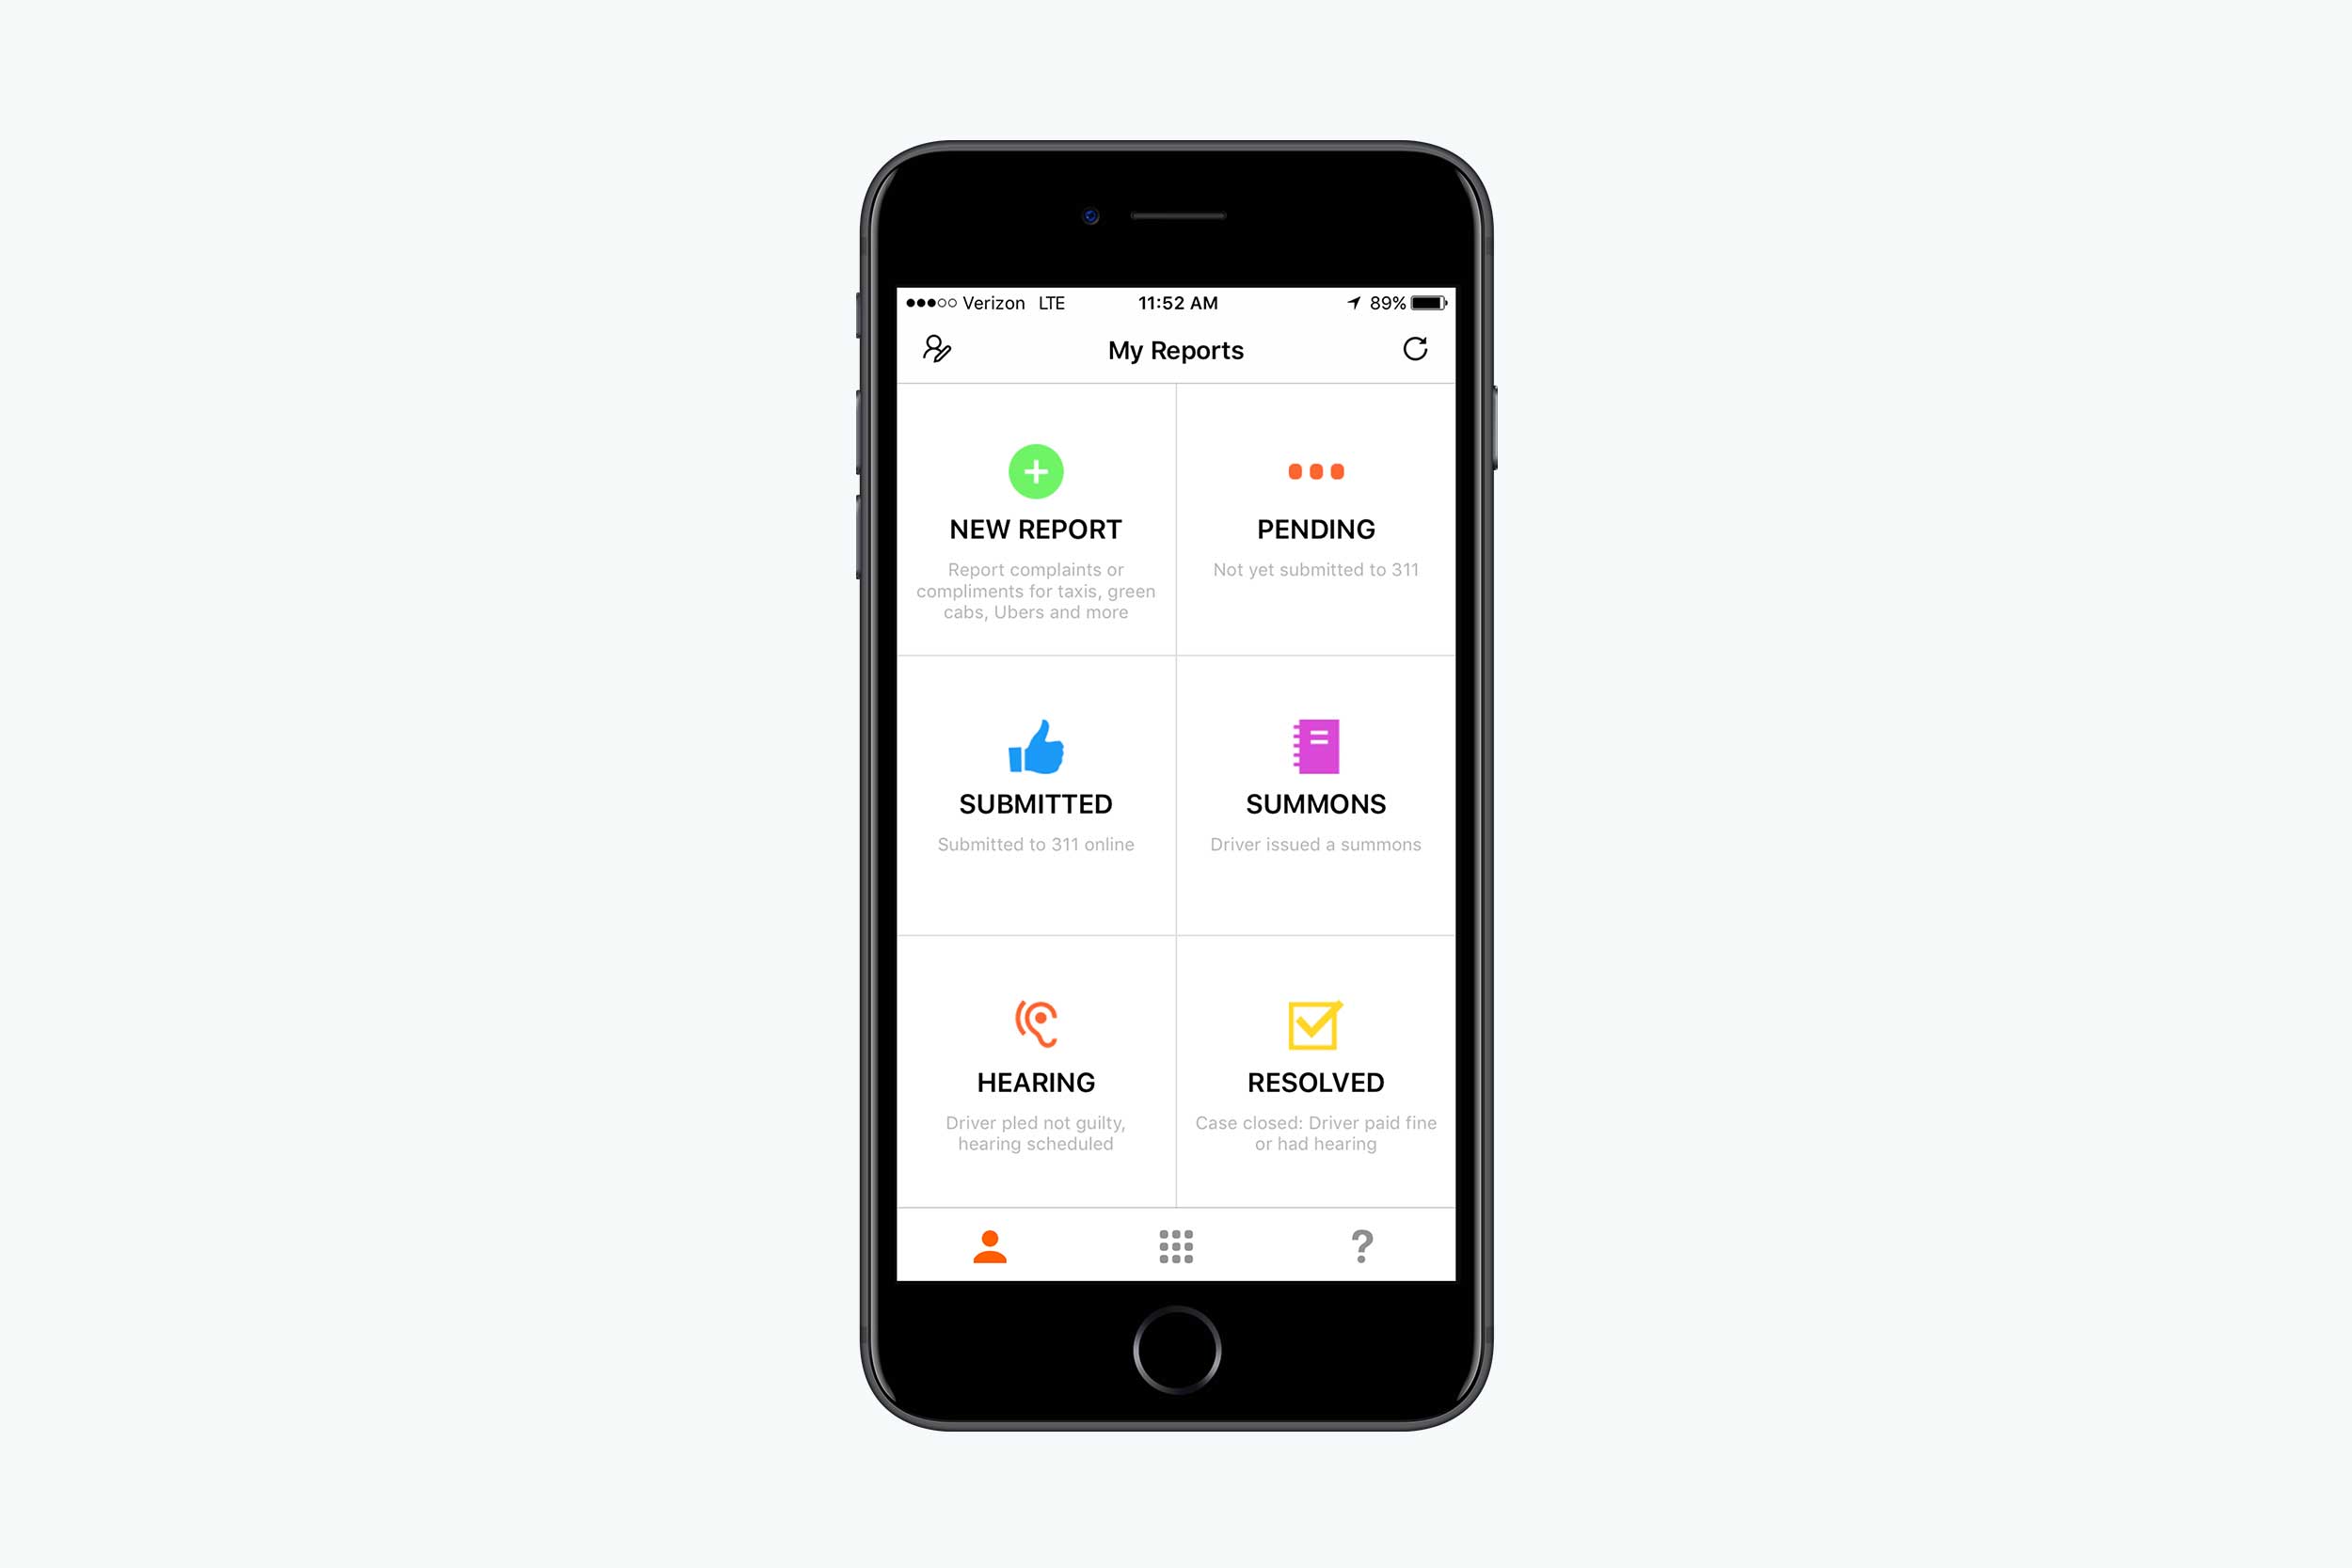 Verizon LTE 11:52 AM 89%
My Reports
NEW REPORT
Report complaints or
compliments for taxis, green
cabs, Ubers and more
PENDING
Not yet submitted to 311
SUBMITTED
Submitted to 311 online
SUMMONS
Driver issued a summons
HEARING
Driver pled not guilty,
hearing scheduled
RESOLVED
Case closed: Driver paid fine
or had hearing
?